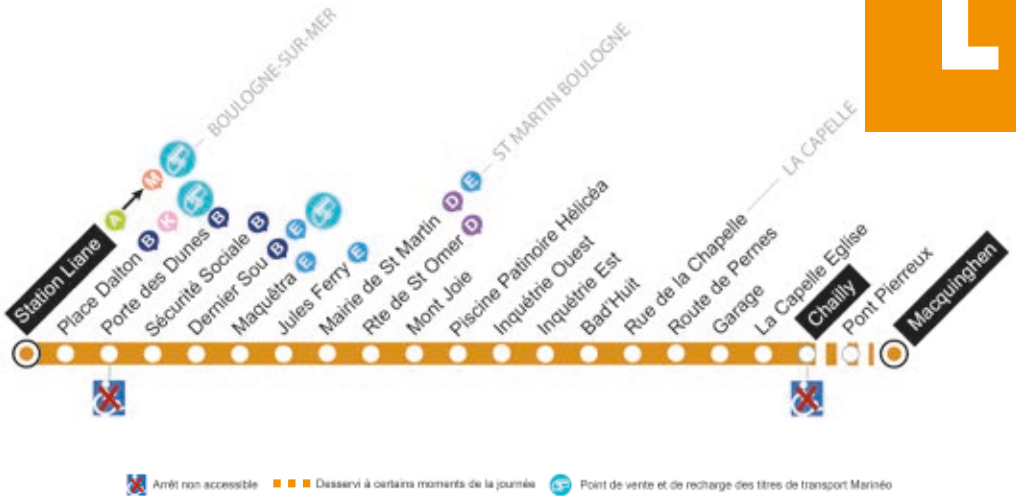 L
BOULOGNE-SUR-MER
ST MARTIN BOULOGNE
LA CAPELLE
Station Liane A M
Place Dalton B K
Porte des Dunes B
Sécurité Sociale B
Dernier Sou B E
Maquétra E
Jules Ferry E
Mairie de St Martin D E
Rte de St Omer D
Mont Joie
Piscine Patinoire Hélicéa
Inquétrie Ouest
Inquétrie Est
Bad'Huit
Rue de la Chapelle
Route de Pernes
Garage
La Capelle Eglise
Chailly
Pont Pierreux
Macquinghen
Arrêt non accessible
Desservi à certains moments de la journée
Point de vente et de recharge des titres de transport Marinéo